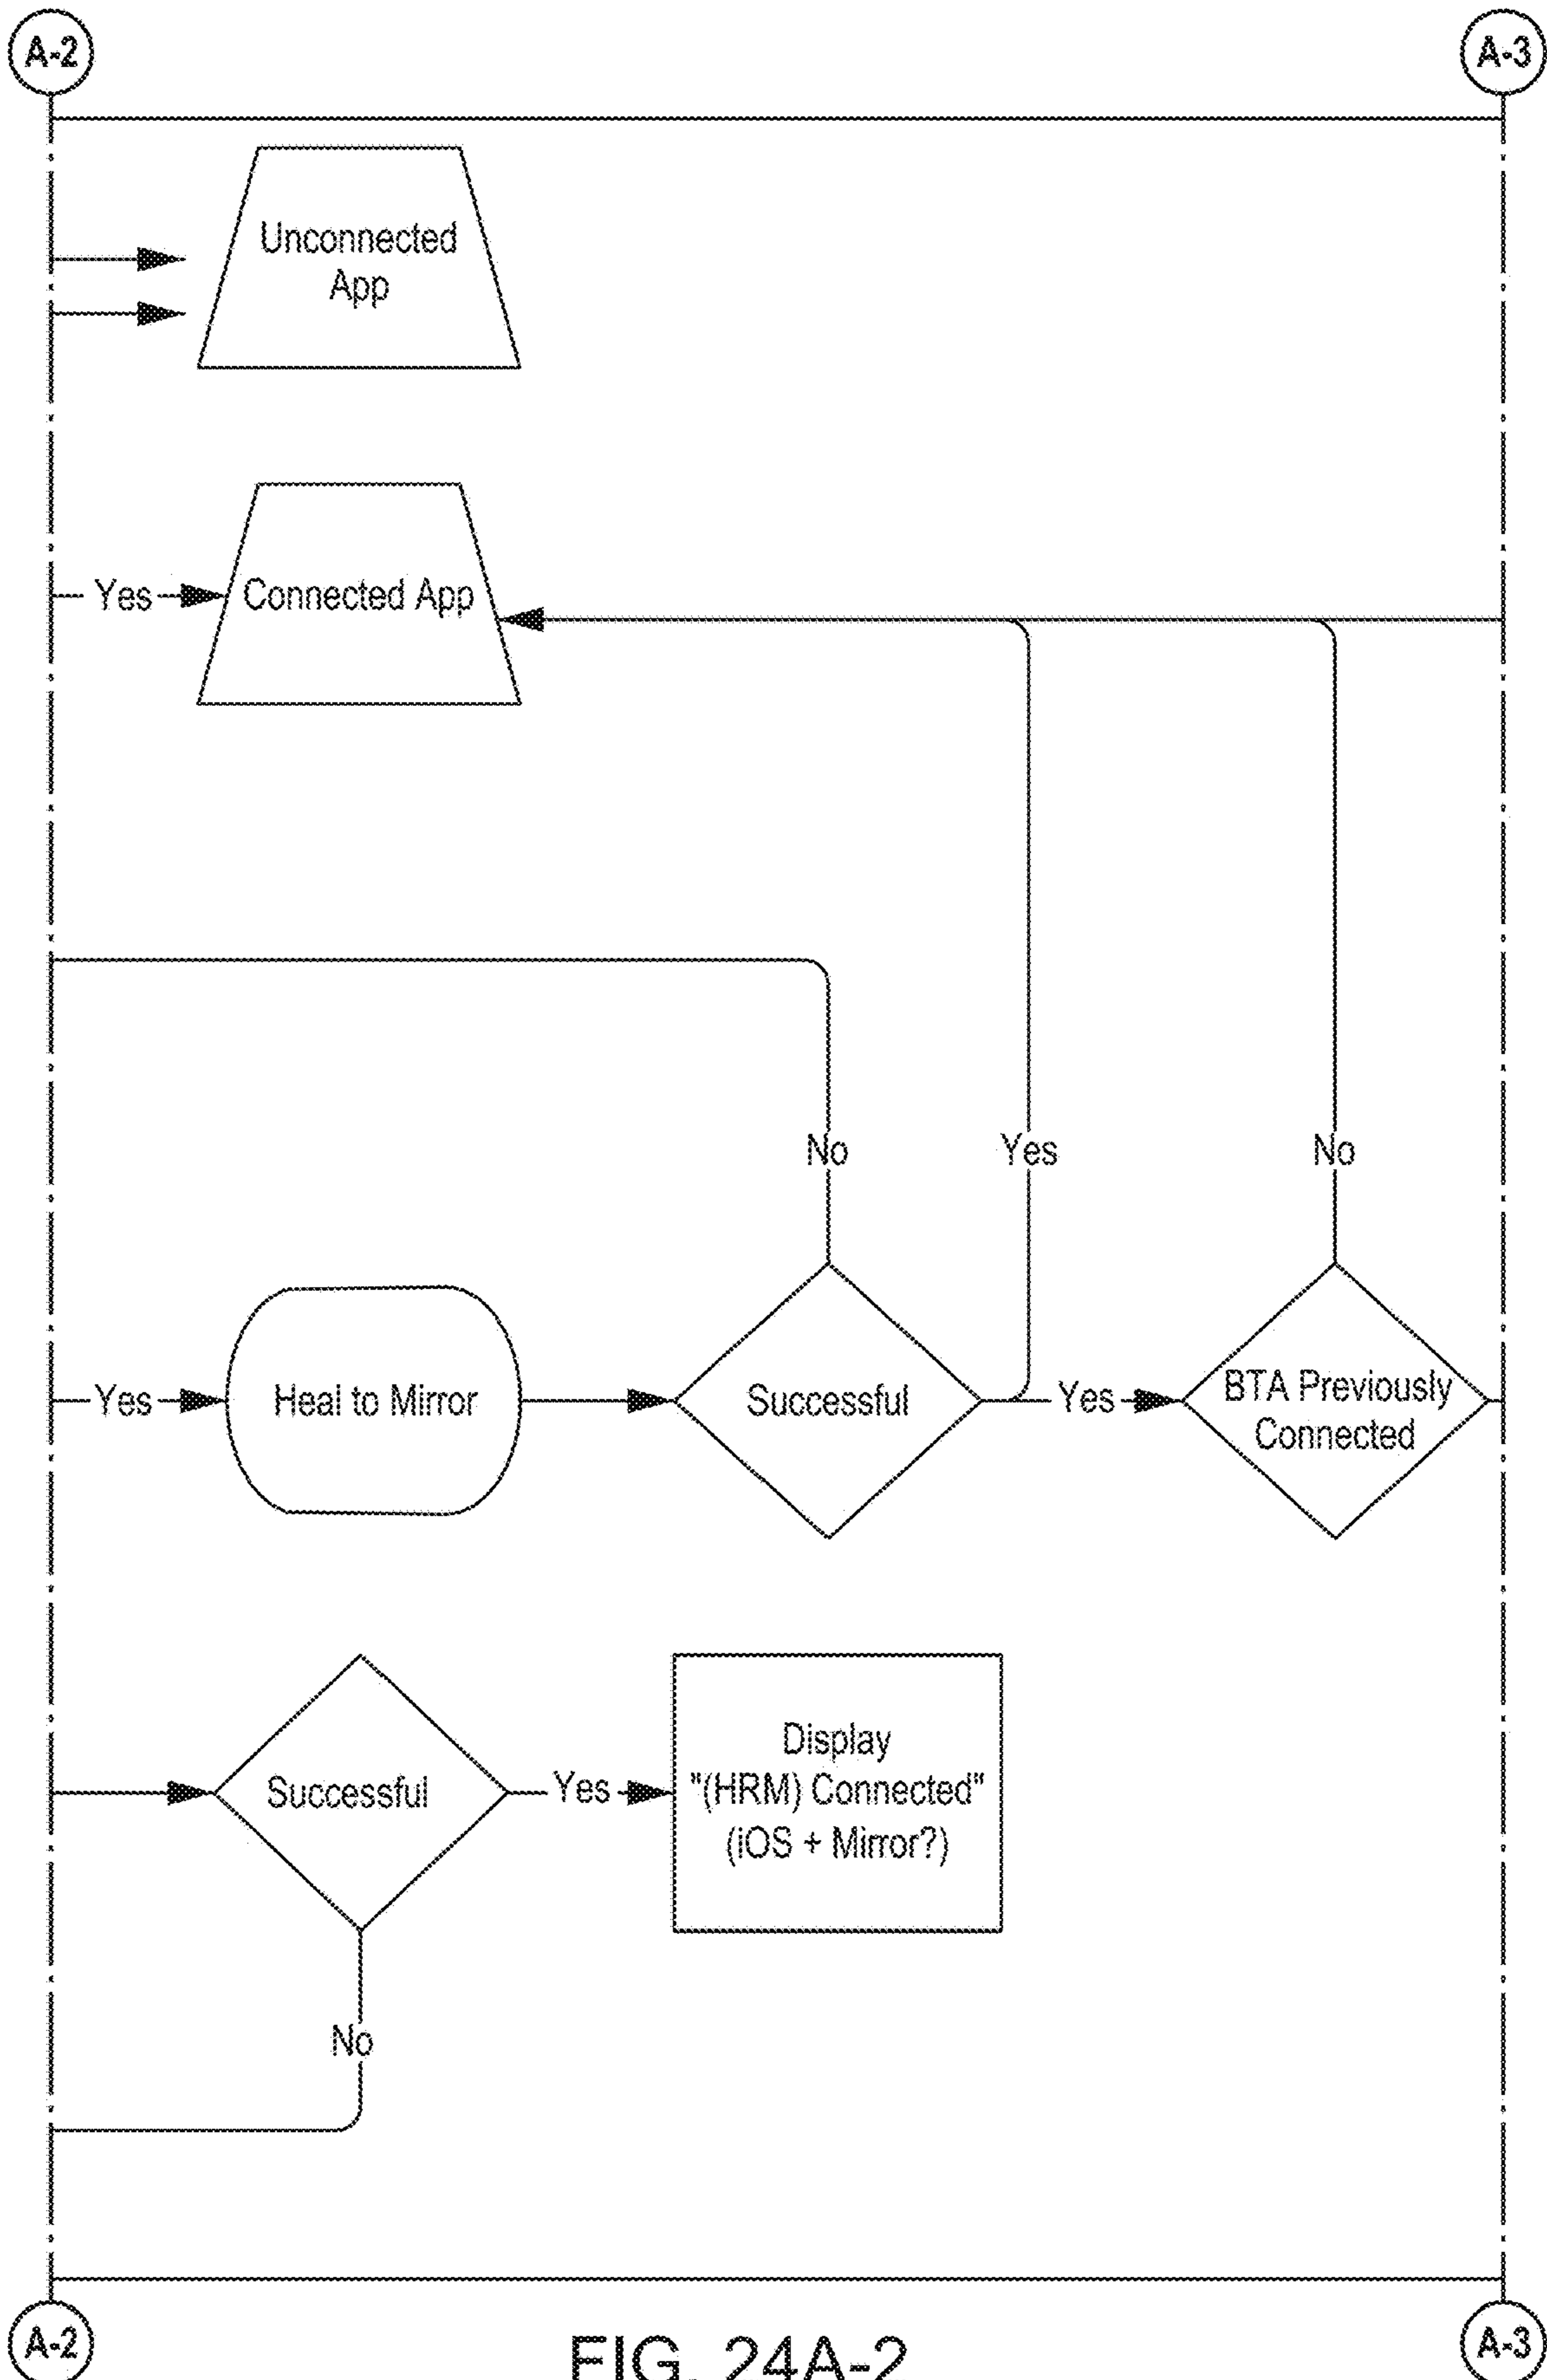 A-2
A-3
Unconnected
App
Yes
Connected App
No
Yes
No
Yes
Heal to Mirror
Successful
Yes
BTA Previously
Connected
Successful
Yes
Display
"(HRM) Connected"
(iOS + Mirror?)
No
A-2
A-3
FIG. 24A-2